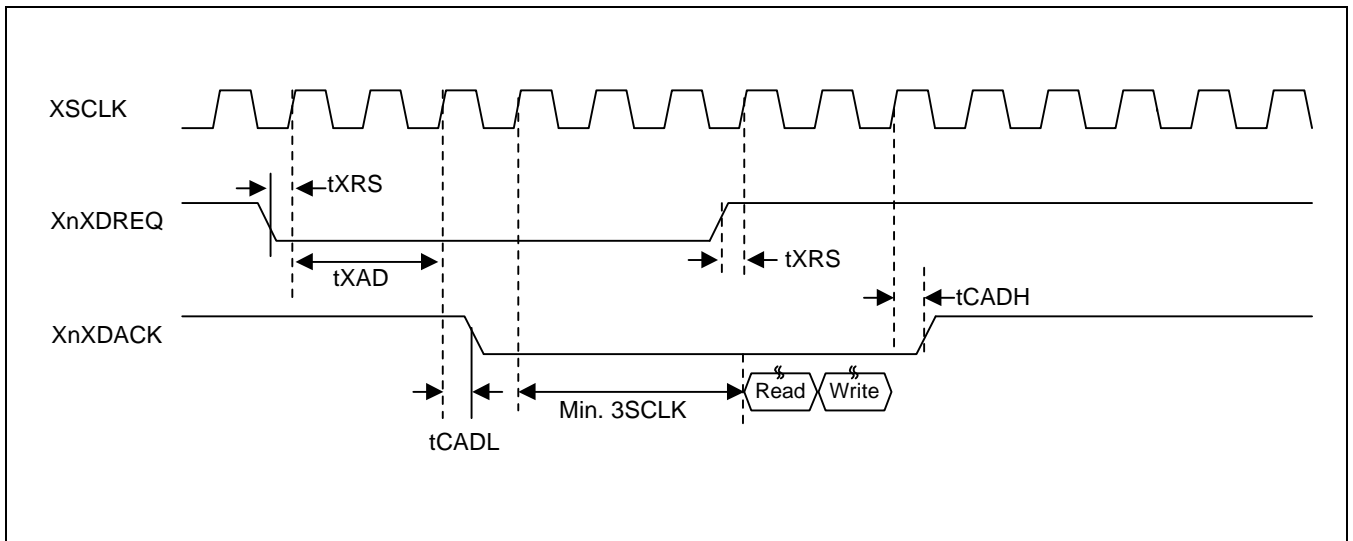 XSCLK
tXRS
XnXDREQ
tXRS
tXAD
tCADH
XnXDACK
Read
Write
Min. 3SCLK
tCADL